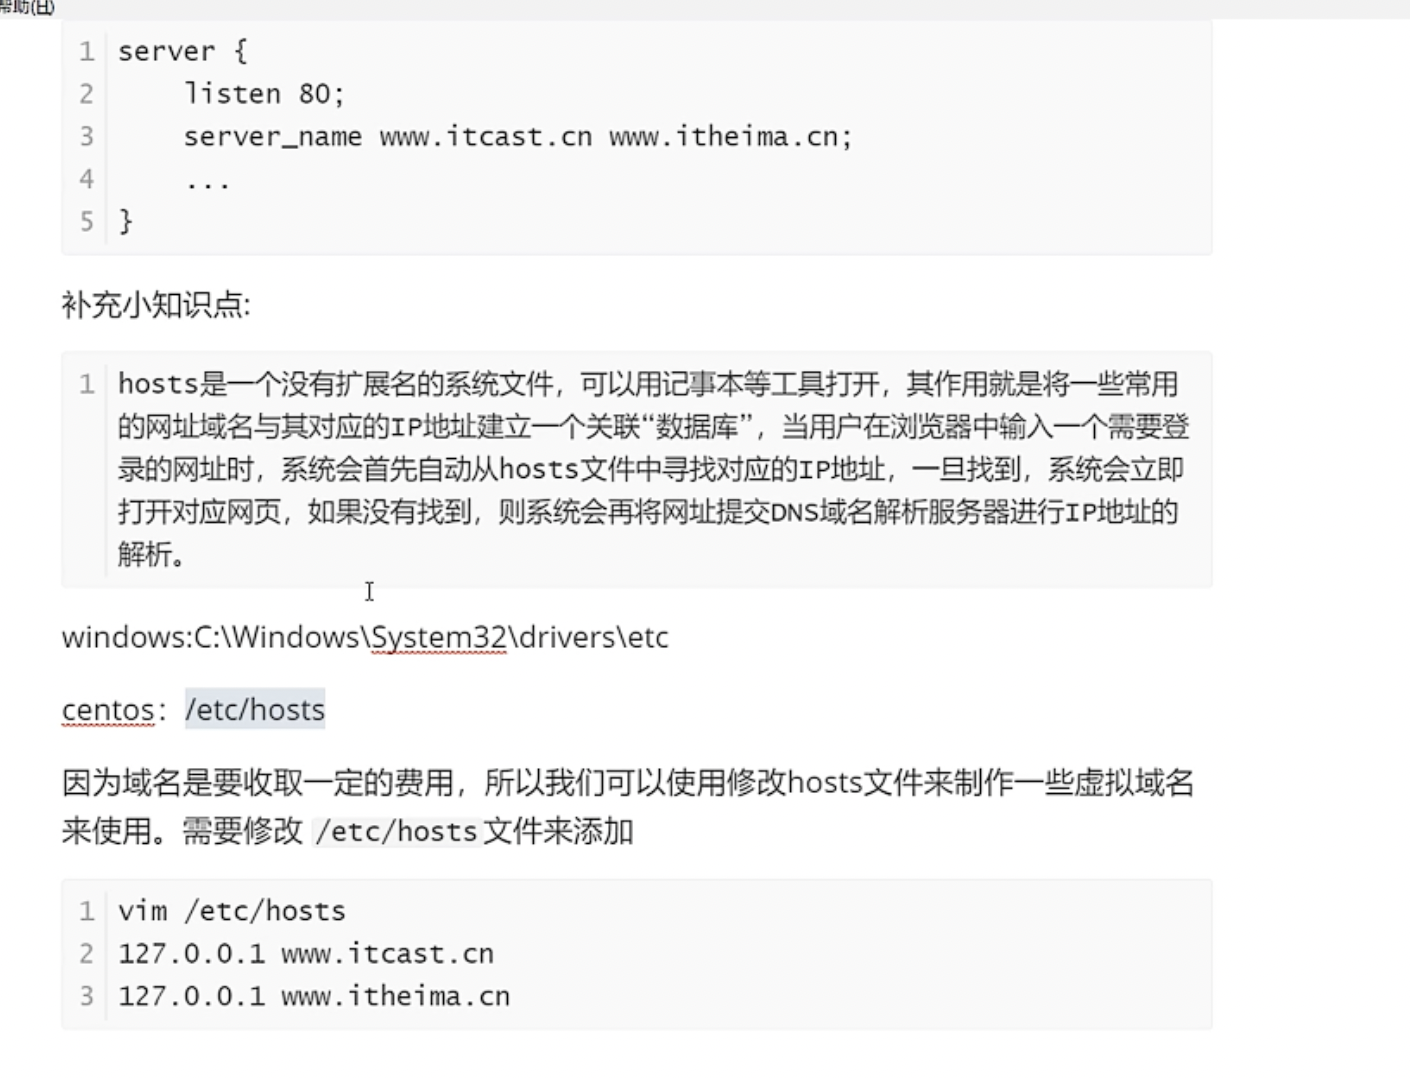 帮助(H)
1 server {
2     listen 80;
3     server_name www.itcast.cn www.itheima.cn;
4     ...
5 }
补充小知识点:
1 hosts是一个没有扩展名的系统文件，可以用记事本等工具打开，其作用就是将一些常用
的网址域名与其对应的IP地址建立一个关联“数据库”，当用户在浏览器中输入一个需要登
录的网址时，系统会首先自动从hosts文件中寻找对应的IP地址，一旦找到，系统会立即
打开对应网页，如果没有找到，则系统会再将网址提交DNS域名解析服务器进行IP地址的
解析。
windows:C:\Windows\System32\drivers\etc
centos：/etc/hosts
因为域名是要收取一定的费用，所以我们可以使用修改hosts文件来制作一些虚拟域名
来使用。需要修改 /etc/hosts文件来添加
1 vim /etc/hosts
2 127.0.0.1 www.itcast.cn
3 127.0.0.1 www.itheima.cn